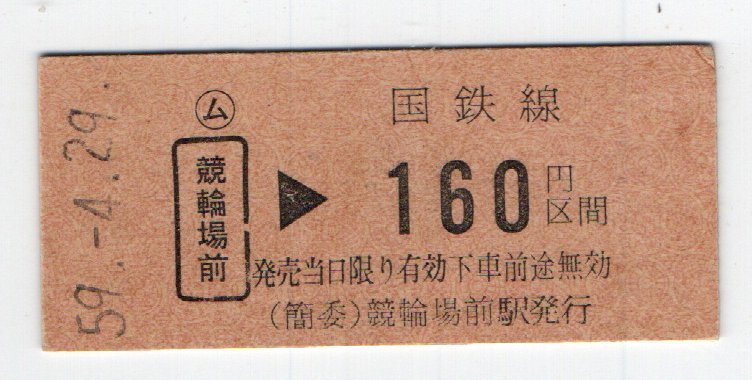 59.-4.29.
ム
競輪場前
国鉄線
160円
区間
発売当日限り有効下車前途無効
(簡委)競輪場前駅発行